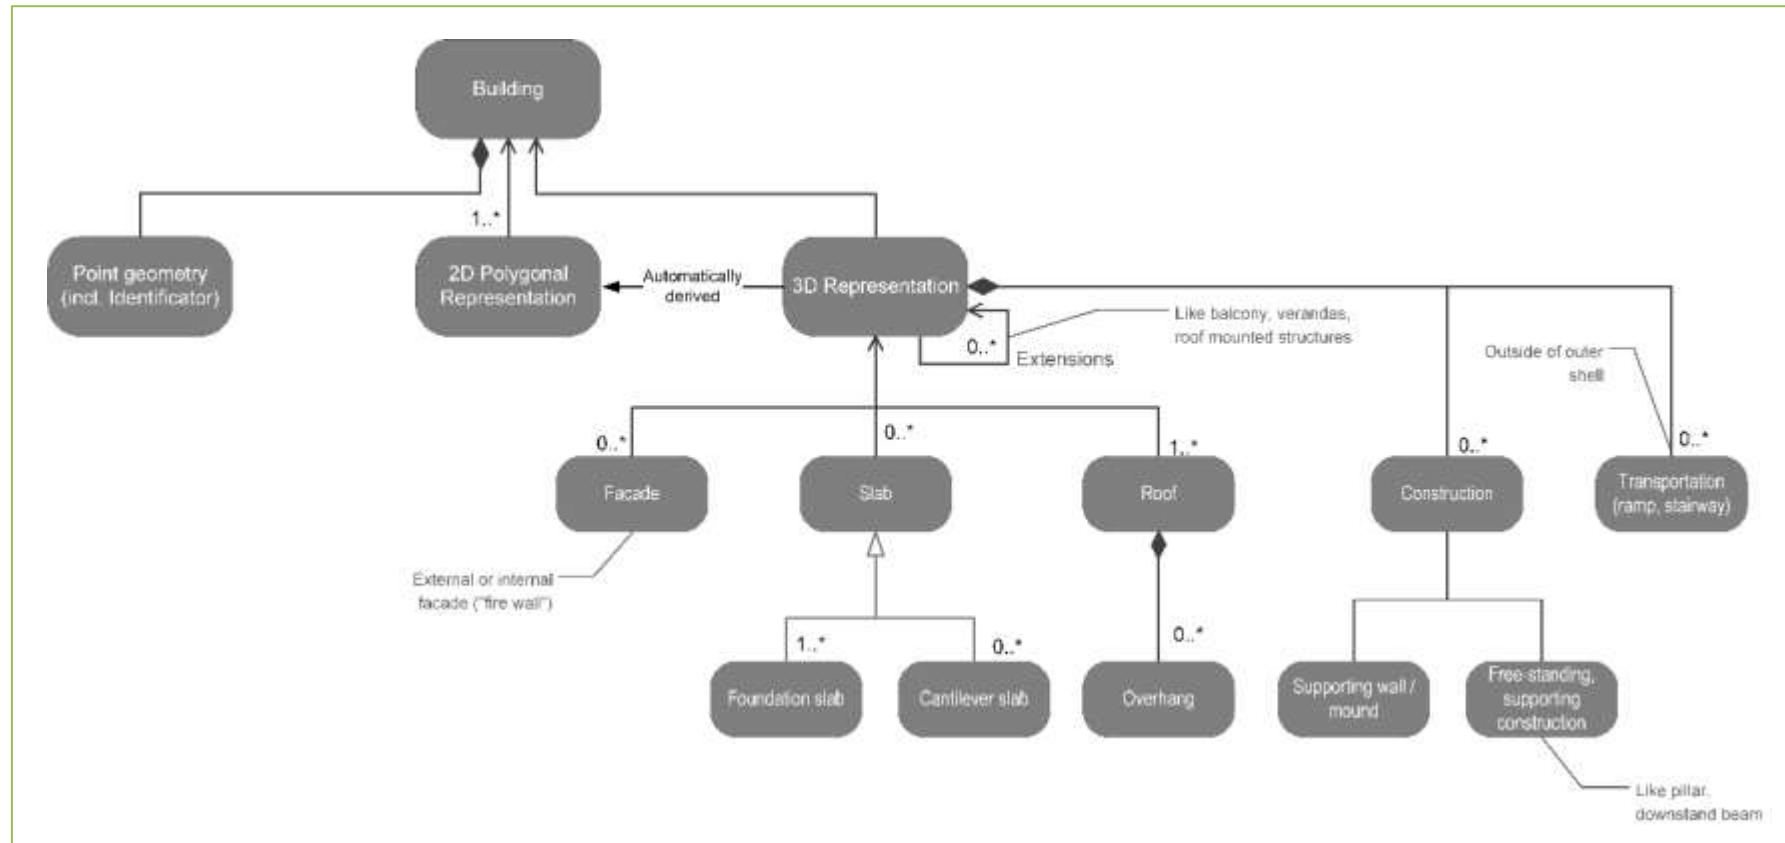 Building
1..*
Point geometry
(incl. Identificator)
2D Polygonal
Representation
Automatically
derived
3D Representation
0..*
Extensions
Like balcony, verandas,
roof mounted structures
Outside of outer
shell
0..*
0..*
1..*
0..*
0..*
Facade
Slab
Roof
Construction
Transportation
(ramp, stairway)
External or internal
facade ("fire wall")
1..*
0..*
0..*
Foundation slab
Cantilever slab
Overhang
Supporting wall /
mound
Free-standing,
supporting
construction
Like pillar,
downstand beam